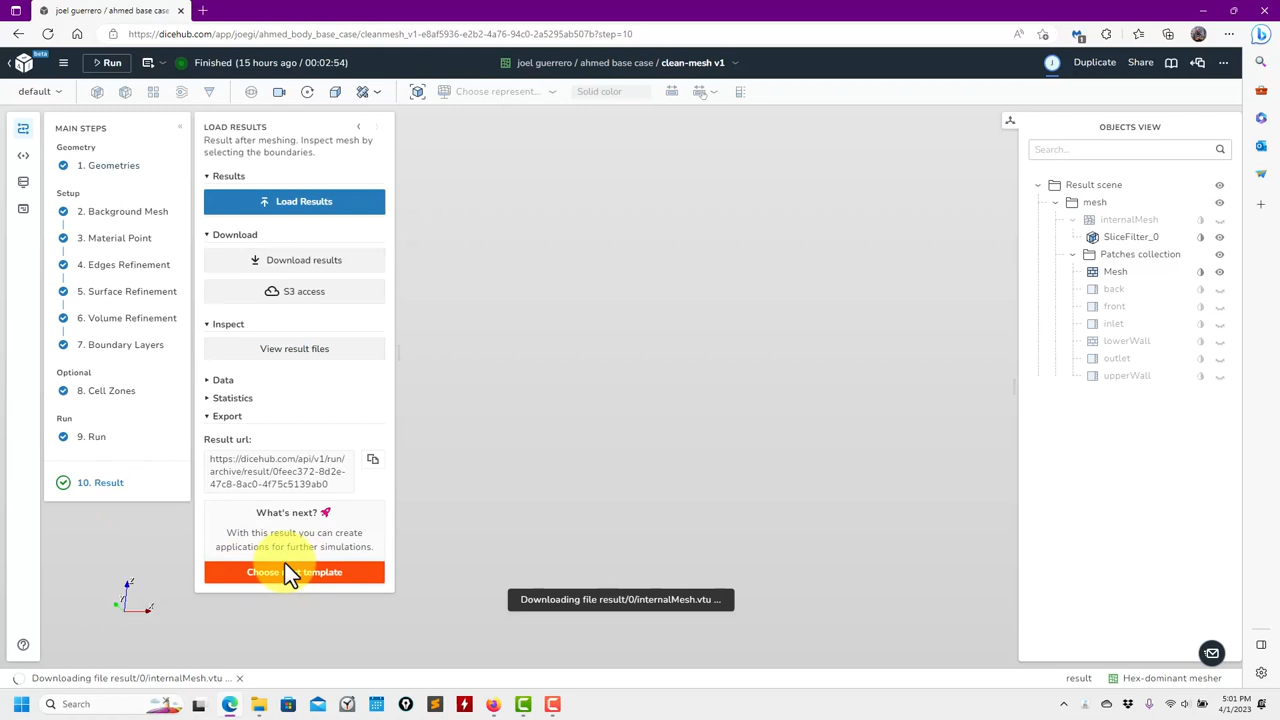 joel guerrero / ahmed base case
https://dicehub.com/app/joegi/ahmed_body_base_case/cleanmesh_v1-e8af5936-e2b2-4a76-94c0-2a5295ab507b?step=10
beta
Run
Finished (15 hours ago / 00:02:54)
joel guerrero / ahmed base case / clean-mesh v1
J
Duplicate
Share
default
Choose represent...
Solid color
MAIN STEPS
Geometry
1. Geometries
Setup
2. Background Mesh
3. Material Point
4. Edges Refinement
5. Surface Refinement
6. Volume Refinement
7. Boundary Layers
Optional
8. Cell Zones
Run
9. Run
10. Result
LOAD RESULTS
Result after meshing. Inspect mesh by
selecting the boundaries.
Results
Load Results
Download
Download results
S3 access
Inspect
View result files
Data
Statistics
Export
Result url:
https://dicehub.com/api/v1/run/
archive/result/0feec372-8d2e-
47c8-8ac0-4f75c5139ab0
What's next? 🚀
With this result you can create
applications for further simulations.
Choose next template
Z
Y
X
Downloading file result/0/internalMesh.vtu ...
OBJECTS VIEW
Search...
Result scene
mesh
internalMesh
SliceFilter_0
Patches collection
Mesh
back
front
inlet
lowerWall
outlet
upperWall
Downloading file result/0/internalMesh.vtu ...
result
Hex-dominant mesher
Search
5:01 PM
4/1/2023